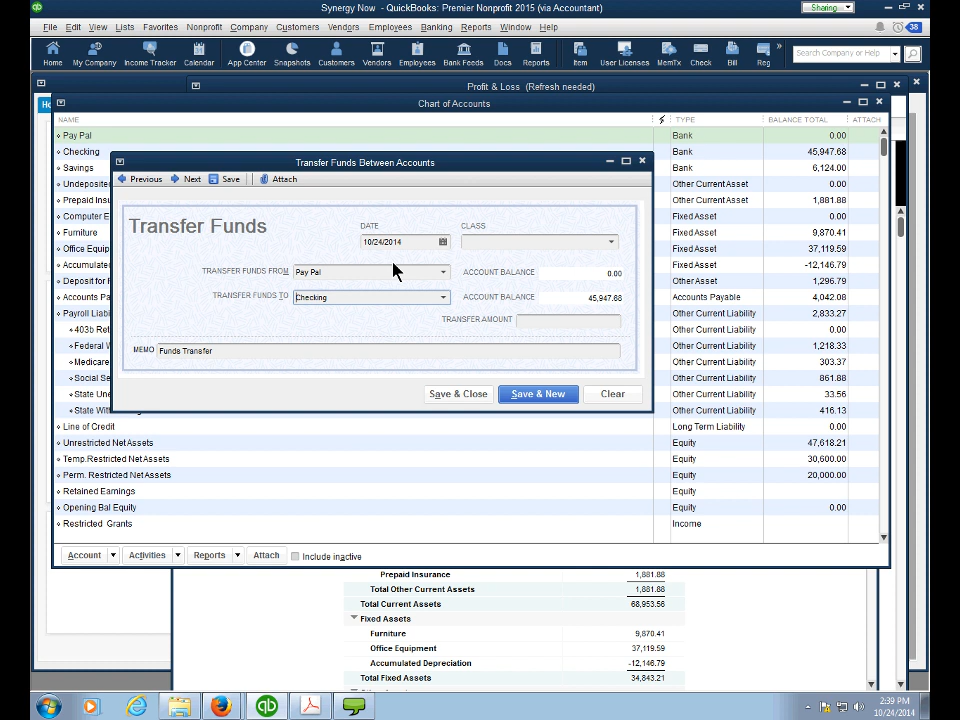 Synergy Now - QuickBooks: Premier Nonprofit 2015 (via Accountant)
Sharing
File Edit View Lists Favorites Nonprofit Company Customers Vendors Employees Banking Reports Window Help
38
Home My Company Income Tracker Calendar App Center Snapshots Customers Vendors Employees Bank Feeds Docs Reports Item User Licenses MemTx Check Bill Reg »
Search Company or Help
Profit & Loss (Refresh needed)
Chart of Accounts
NAME TYPE BALANCE TOTAL ATTACH
Pay Pal Bank 0.00
Checking Bank 45,947.68
Savings Bank 6,124.00
Other Current Asset 0.00
Prepaid Other Current Asset 1,881.88
Computer Fixed Asset 0.00
Furniture Fixed Asset 9,870.41
Fixed Asset 37,119.59
Fixed Asset -12,146.79
Deposit for Other Asset 1,296.79
Accounts Accounts Payable 4,042.08
Payroll Other Current Liability 2,833.27
403b Other Current Liability 0.00
Federal Other Current Liability 1,218.33
Medicare Other Current Liability 303.37
Other Current Liability 861.88
State Other Current Liability 33.56
State Other Current Liability 416.13
Line of Credit Long Term Liability 0.00
Unrestricted Net Assets Equity 47,618.21
Temp.Restricted Net Assets Equity 30,600.00
Perm. Restricted Net Assets Equity 20,000.00
Retained Earnings Equity
Opening Bal Equity Equity 0.00
Restricted Grants Income
Transfer Funds Between Accounts
Previous Next Save Attach
Transfer Funds
DATE CLASS
10/24/2014
TRANSFER FUNDS FROM Pay Pal ACCOUNT BALANCE 0.00
TRANSFER FUNDS TO Checking ACCOUNT BALANCE 45,947.68
TRANSFER AMOUNT
MEMO Funds Transfer
Save & Close Save & New Clear
Account Activities Reports Attach Include inactive
Prepaid Insurance 1,881.88
Total Other Current Assets 1,881.88
Total Current Assets 68,953.56
Fixed Assets
Furniture 9,870.41
Office Equipment 37,119.59
Accumulated Depreciation -12,146.79
Total Fixed Assets 34,843.21
qb
2:39 PM
10/24/2014